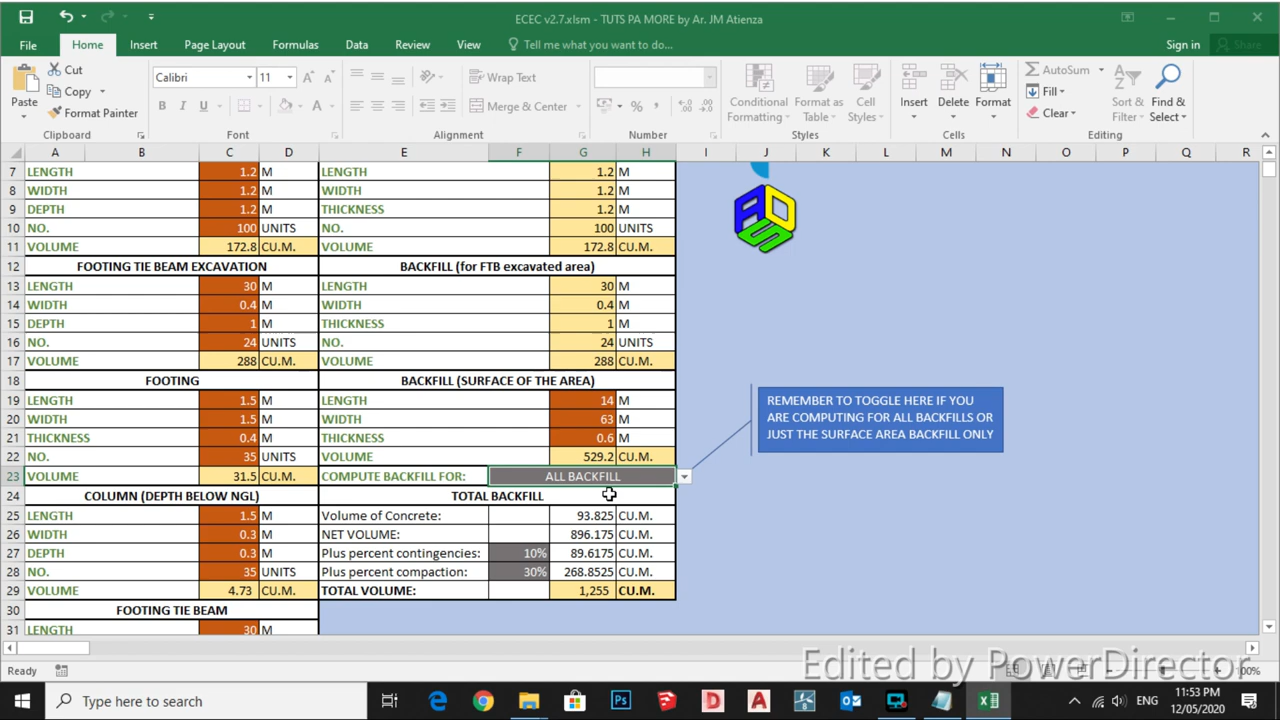 ECEC v2.7.xlsm - TUTS PA MORE by Ar. JM Atienza
File Home Insert Page Layout Formulas Data Review View Tell me what you want to do... Sign in Share
Paste Cut Copy Format Painter Clipboard
Calibri 11 B I U A Font
Wrap Text Merge & Center Alignment
% Number
Conditional Formatting Format as Table Cell Styles Styles
Insert Delete Format Cells
AutoSum Fill Clear Sort & Filter Find & Select Editing
A B C D E F G H I J K L M N O P Q R
7 LENGTH 1.2 M LENGTH 1.2 M
8 WIDTH 1.2 M WIDTH 1.2 M
9 DEPTH 1.2 M THICKNESS 1.2 M
10 NO. 100 UNITS NO. 100 UNITS
11 VOLUME 172.8 CU.M. VOLUME 172.8 CU.M.
12 FOOTING TIE BEAM EXCAVATION BACKFILL (for FTB excavated area)
13 LENGTH 30 M LENGTH 30 M
14 WIDTH 0.4 M WIDTH 0.4 M
15 DEPTH 1 M THICKNESS 1 M
16 NO. 24 UNITS NO. 24 UNITS
17 VOLUME 288 CU.M. VOLUME 288 CU.M.
18 FOOTING BACKFILL (SURFACE OF THE AREA)
19 LENGTH 1.5 M LENGTH 14 M
20 WIDTH 1.5 M WIDTH 63 M
21 THICKNESS 0.4 M THICKNESS 0.6 M
22 NO. 35 UNITS VOLUME 529.2 CU.M.
23 VOLUME 31.5 CU.M. COMPUTE BACKFILL FOR: ALL BACKFILL
24 COLUMN (DEPTH BELOW NGL) TOTAL BACKFILL
25 LENGTH 1.5 M Volume of Concrete: 93.825 CU.M.
26 WIDTH 0.3 M NET VOLUME: 896.175 CU.M.
27 DEPTH 0.3 M Plus percent contingencies: 10% 89.6175 CU.M.
28 NO. 35 UNITS Plus percent compaction: 30% 268.8525 CU.M.
29 VOLUME 4.73 CU.M. TOTAL VOLUME: 1,255 CU.M.
30 FOOTING TIE BEAM
31 LENGTH 30 M
REMEMBER TO TOGGLE HERE IF YOU
ARE COMPUTING FOR ALL BACKFILLS OR
JUST THE SURFACE AREA BACKFILL ONLY
Ready 100%
Edited by PowerDirector
Type here to search
ENG 11:53 PM
12/05/2020